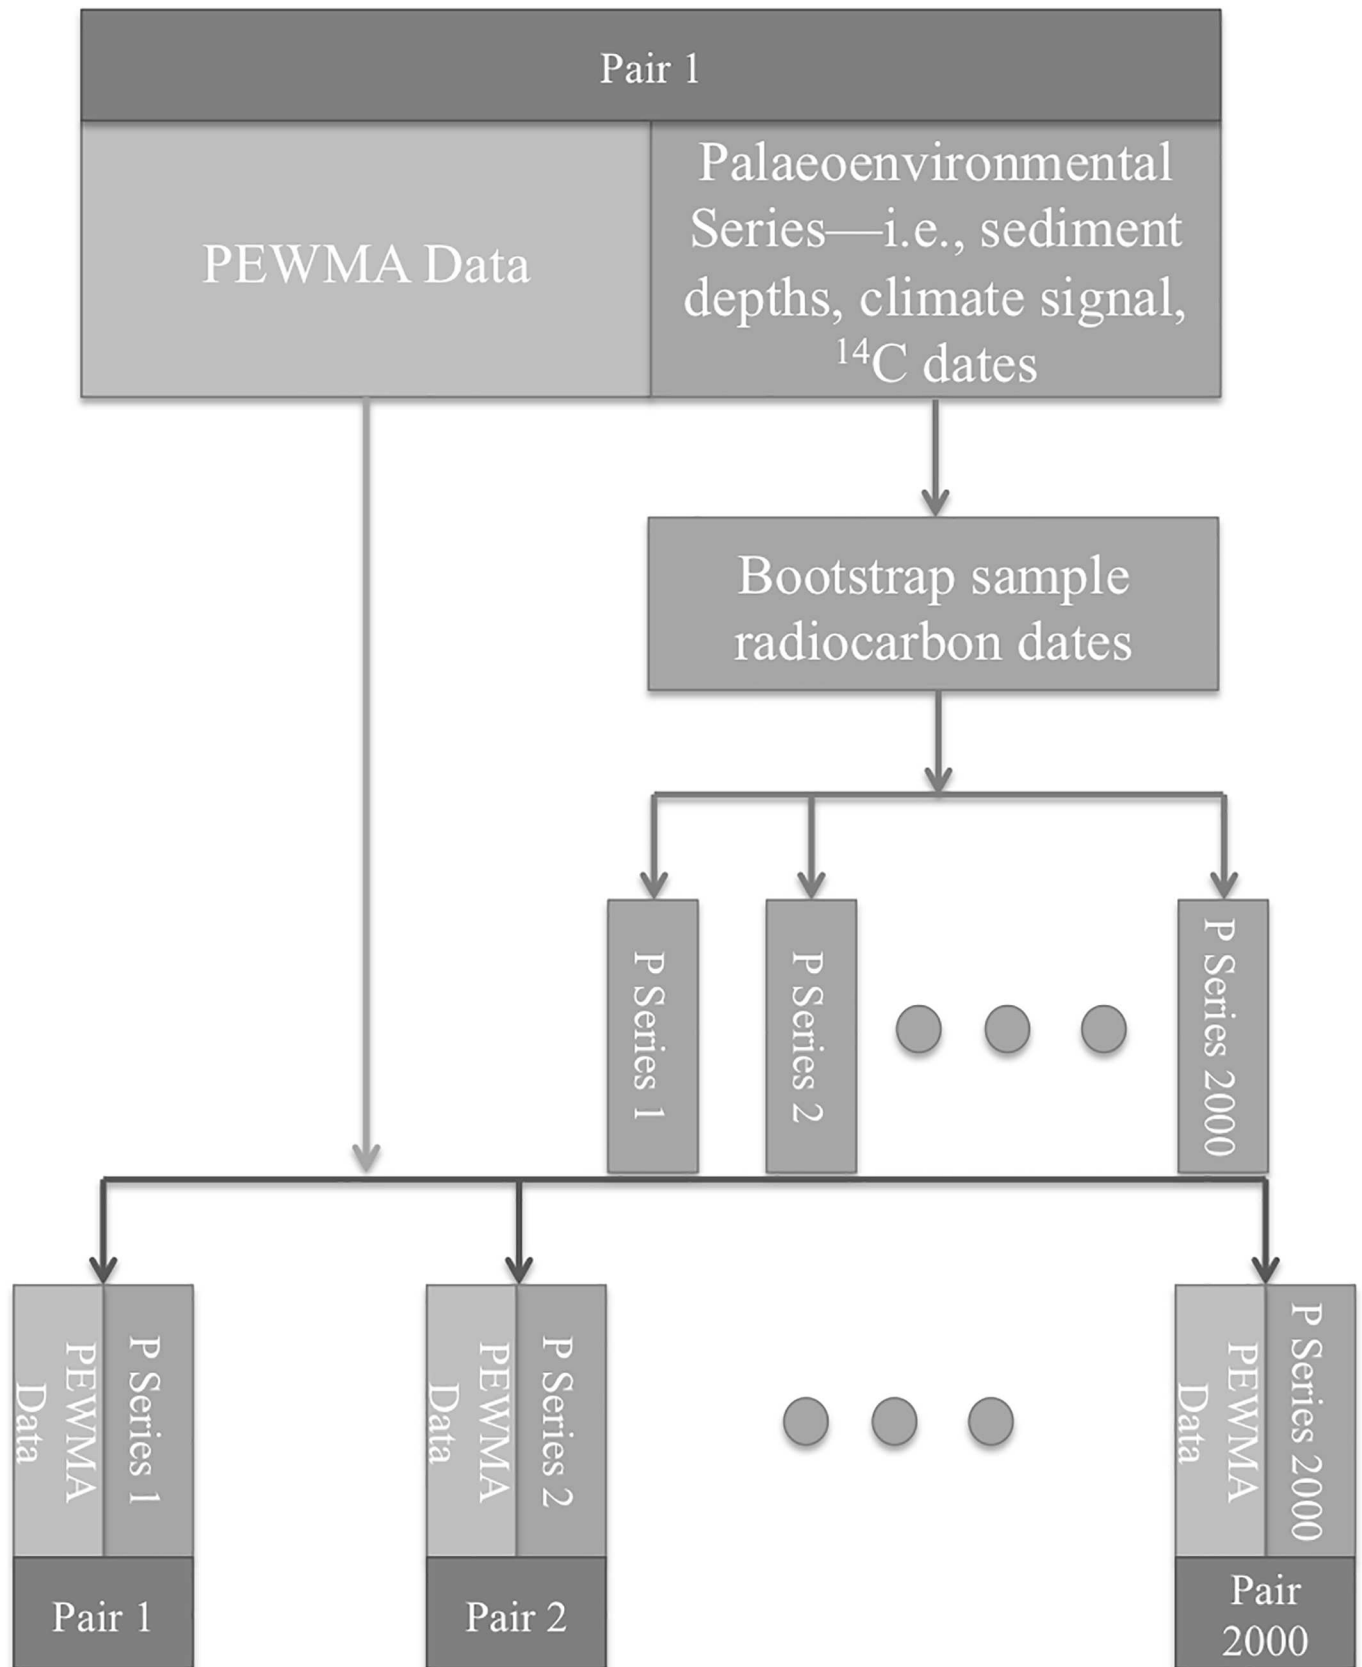 Pair 1
PEWMA Data
Palaeoenvironmental
Series—i.e., sediment
depths, climate signal,
¹⁴C dates
Bootstrap sample
radiocarbon dates
P Series 1
P Series 2
P Series 2000
PEWMA
Data
P Series 1
Pair 1
PEWMA
Data
P Series 2
Pair 2
PEWMA
Data
P Series 2000
Pair
2000